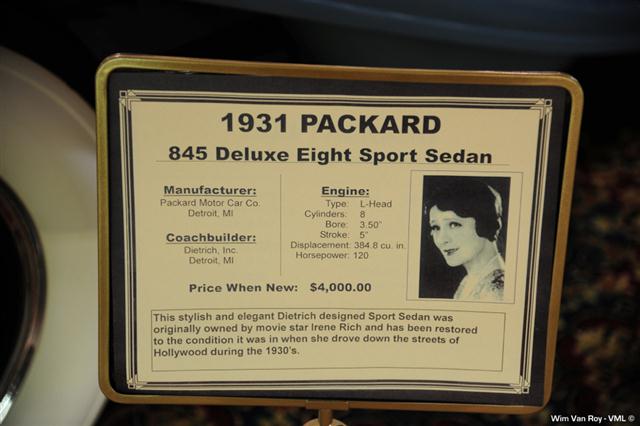 1931 PACKARD
845 Deluxe Eight Sport Sedan
Manufacturer:
Packard Motor Car Co.
Detroit, MI
Coachbuilder:
Dietrich, Inc.
Detroit, MI
Engine:
Type: L-Head
Cylinders: 8
Bore: 3.50"
Stroke: 5"
Displacement: 384.8 cu. in.
Horsepower: 120
Price When New: $4,000.00
This stylish and elegant Dietrich designed Sport Sedan was
originally owned by movie star Irene Rich and has been restored
to the condition it was in when she drove down the streets of
Hollywood during the 1930's.
Wim Van Roy - VML ©